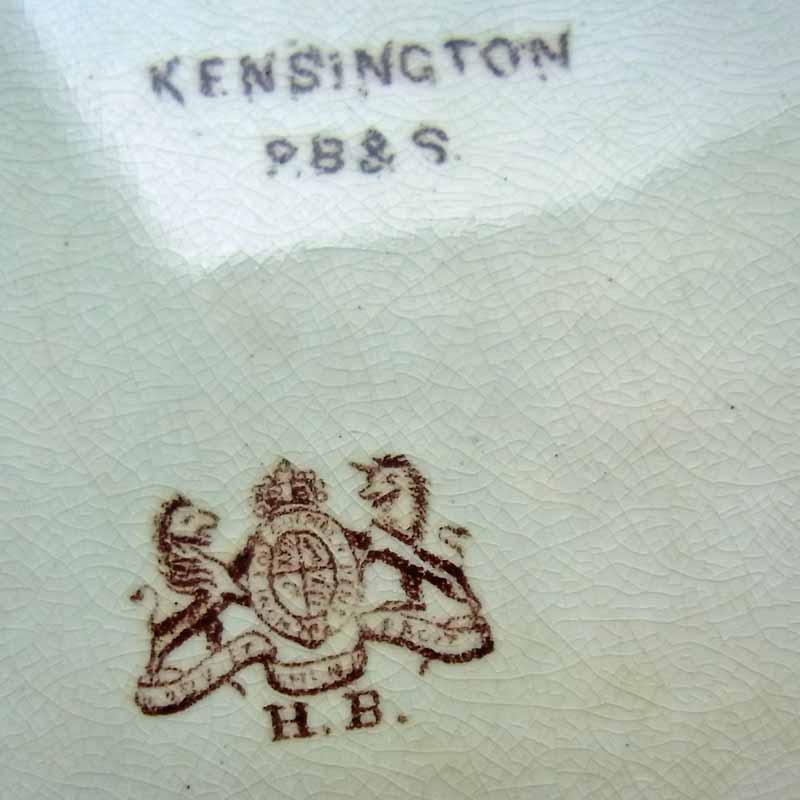 KENSINGTON
P.B & S
H. B.